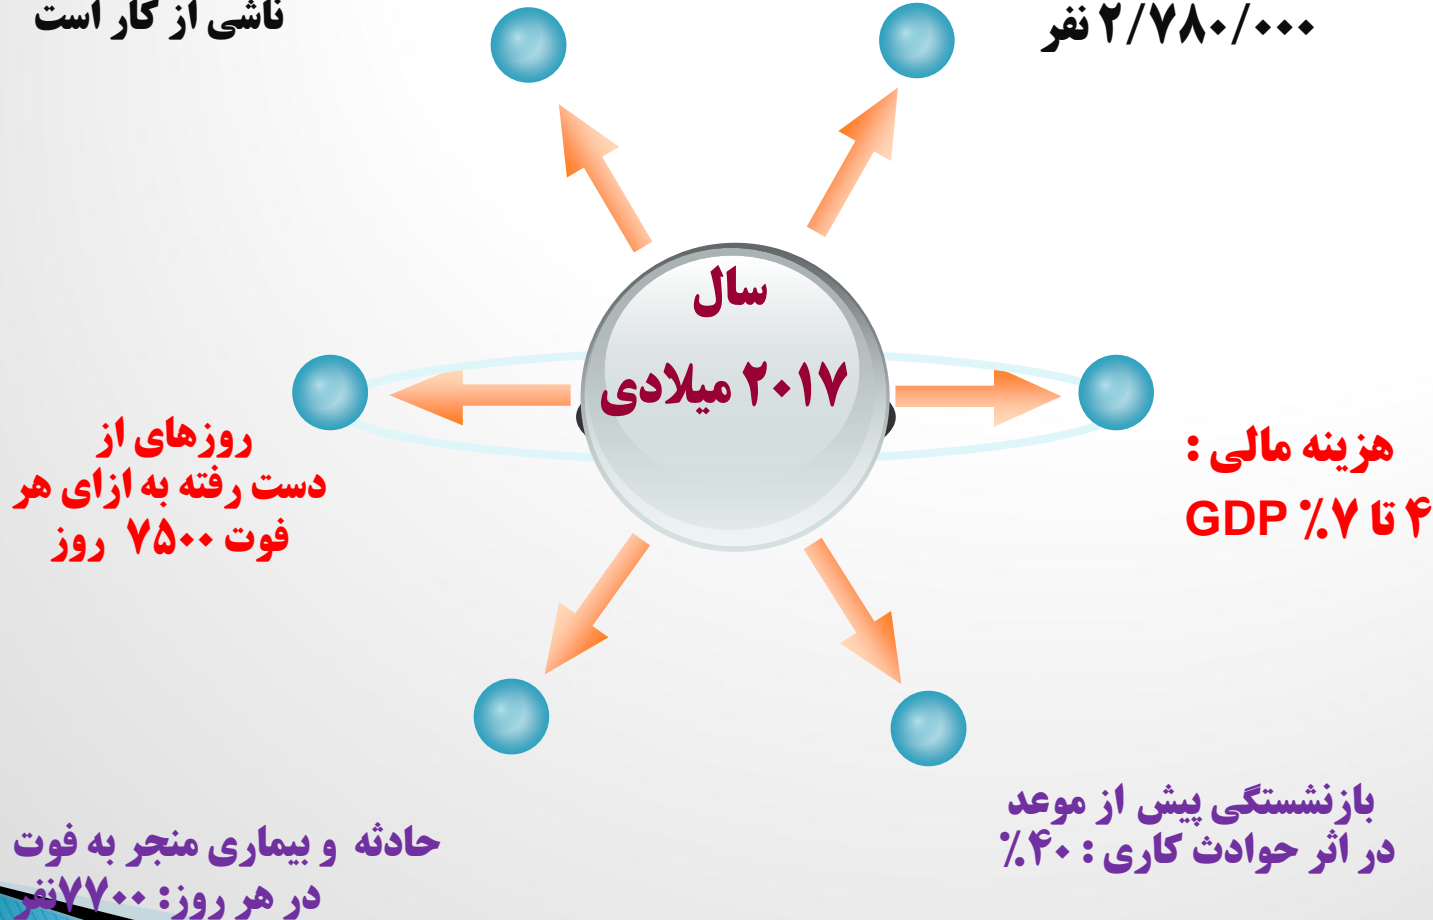 ۲/۷۸۰/۰۰۰ نفر
ناشی از کار است
سال
۲۰۱۷ میلادی
هزینه مالی :
۴ تا ۷٪ GDP
روزهای از
دست رفته به ازای هر
فوت ۷۵۰۰ روز
بازنشستگی پیش از موعد
در اثر حوادث کاری : ۴۰٪
حادثه و بیماری منجر به فوت
در هر روز: ۷۷۰۰نفر